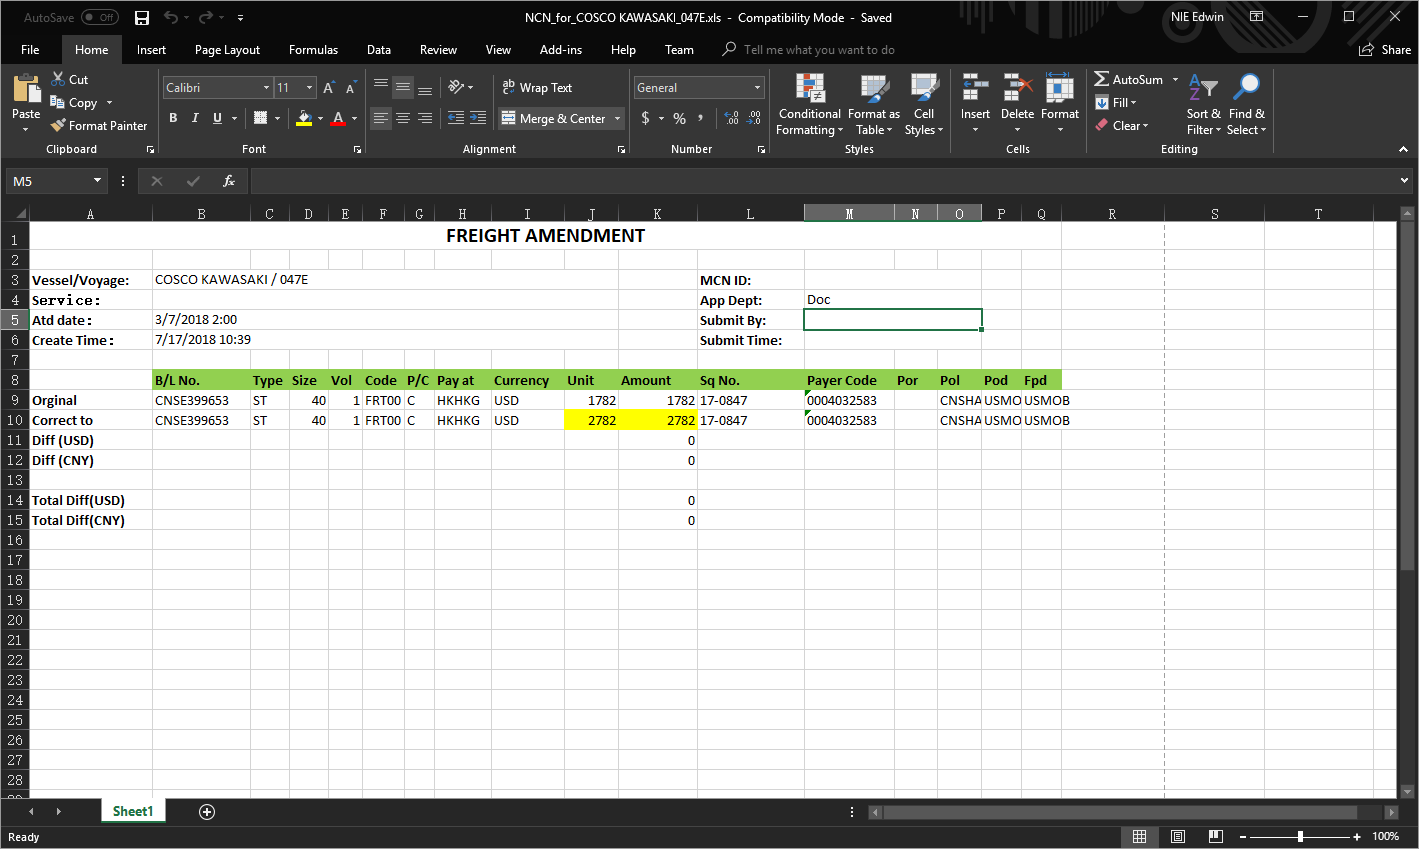 AutoSave Off NCN_for_COSCO KAWASAKI_047E.xls - Compatibility Mode - Saved NIE Edwin
File Home Insert Page Layout Formulas Data Review View Add-ins Help Team Tell me what you want to do Share
Paste
Cut
Copy
Format Painter
Clipboard
Calibri 11
B I U A
Font
ab Wrap Text
Merge & Center
Alignment
General
$ % ,
Number
Conditional Formatting
Format as Table
Cell Styles
Styles
Insert Delete Format
Cells
AutoSum
Fill
Clear
Sort & Filter
Find & Select
Editing
M5 fx
A B C D E F G H I J K L M N O P Q R S T
1 FREIGHT AMENDMENT
2
3 Vessel/Voyage: COSCO KAWASAKI / 047E MCN ID:
4 Service: App Dept: Doc
5 Atd date: 3/7/2018 2:00 Submit By:
6 Create Time: 7/17/2018 10:39 Submit Time:
7
8 B/L No. Type Size Vol Code P/C Pay at Currency Unit Amount Sq No. Payer Code Por Pol Pod Fpd
9 Orginal CNSE399653 ST 40 1 FRT00 C HKHKG USD 1782 1782 17-0847 0004032583 CNSHA USMO USMOB
10 Correct to CNSE399653 ST 40 1 FRT00 C HKHKG USD 2782 2782 17-0847 0004032583 CNSHA USMO USMOB
11 Diff (USD) 0
12 Diff (CNY) 0
13
14 Total Diff(USD) 0
15 Total Diff(CNY) 0
16
17
18
19
20
21
22
23
24
25
26
27
28
Sheet1
Ready 100%